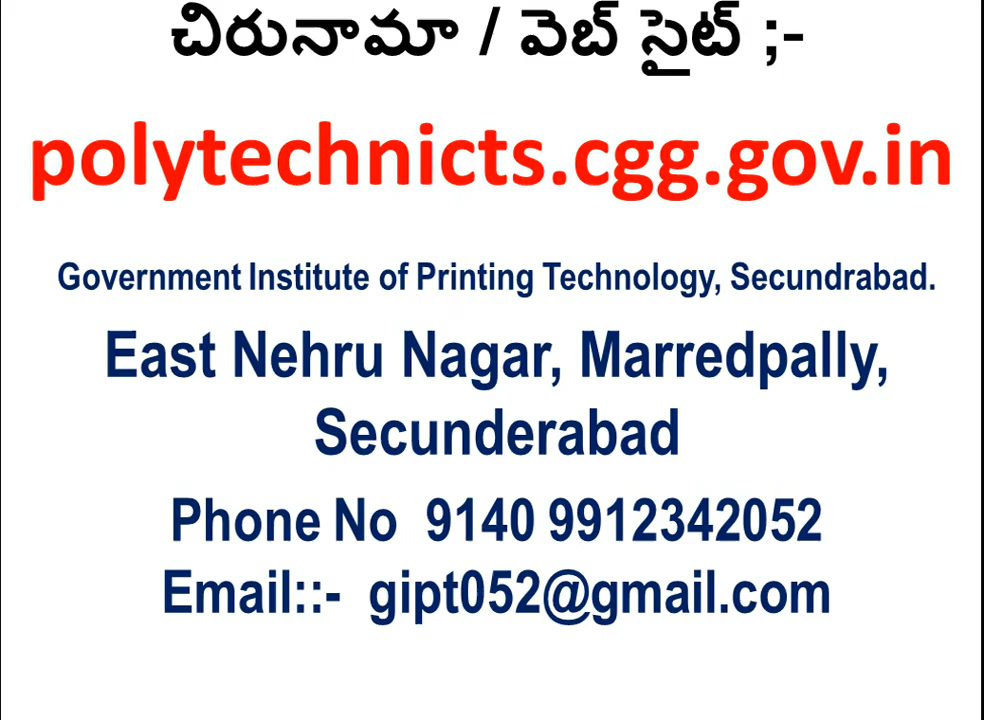 చిరునామా / వెబ్ సైట్ ;-
polytechnicts.cgg.gov.in
Government Institute of Printing Technology, Secundrabad.
East Nehru Nagar, Marredpally,
Secunderabad
Phone No 9140 9912342052
Email::- gipt052@gmail.com